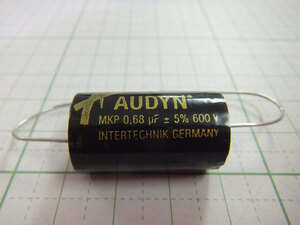 AUDYN®
MKP 0,68 µF ± 5% 600 V
INTERTECHNIK GERMANY